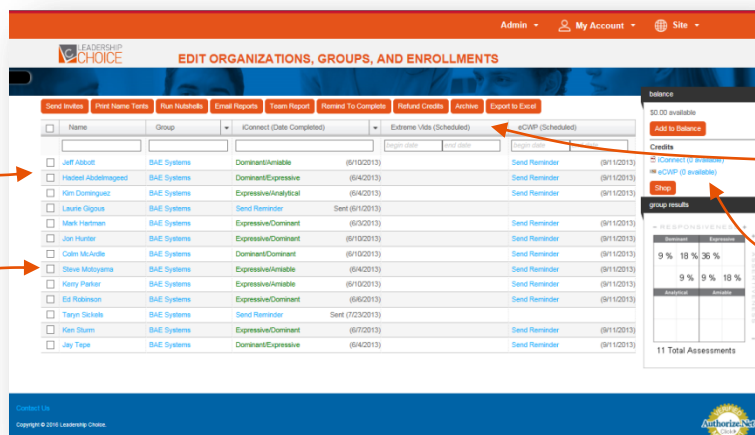 Admin My Account Site
LEADERSHIP
CHOICE
EDIT ORGANIZATIONS, GROUPS, AND ENROLLMENTS
Send Invites Print Name Tents Run Nutshells Email Reports Team Report Remind To Complete Refund Credits Archive Export to Excel
Name Group iConnect (Date Completed) Extreme Vids (Scheduled) eCWP (Scheduled)
begin date end date begin date
Jeff Abbott BAE Systems Dominant/Amiable (6/10/2013) Send Reminder (9/11/2013)
Hadeel Abdelmageed BAE Systems Dominant/Expressive (6/4/2013) Send Reminder (9/11/2013)
Kim Dominguez BAE Systems Expressive/Analytical (6/4/2013) Send Reminder (9/11/2013)
Laurie Gigous BAE Systems Send Reminder Sent (6/1/2013)
Mark Hartman BAE Systems Expressive/Dominant (6/3/2013) Send Reminder (9/11/2013)
Jon Hunter BAE Systems Expressive/Dominant (6/10/2013) Send Reminder (9/11/2013)
Colm McArdle BAE Systems Dominant/Dominant (6/10/2013) Send Reminder (9/11/2013)
Steve Motoyama BAE Systems Expressive/Amiable (6/4/2013) Send Reminder (9/11/2013)
Kerry Parker BAE Systems Expressive/Amiable (6/10/2013) Send Reminder (9/11/2013)
Ed Robinson BAE Systems Expressive/Dominant (6/6/2013) Send Reminder (9/11/2013)
Taryn Sickels BAE Systems Send Reminder Sent (7/23/2013)
Ken Sturm BAE Systems Expressive/Dominant (6/7/2013) Send Reminder (9/11/2013)
Jay Tepe BAE Systems Dominant/Expressive (6/4/2013) Send Reminder (9/11/2013)
balance
$0.00 available
Add to Balance
Credits
iConnect (0 available)
eCWP (0 available)
Shop
group results
RESPONSIVENESS
Dominant Expressive
9 % 18 % 36 %
9 % 9 % 18 %
Analytical Amiable
11 Total Assessments
Contact Us
Copyright © 2016 Leadership Choice.
Authorize.Net
Click